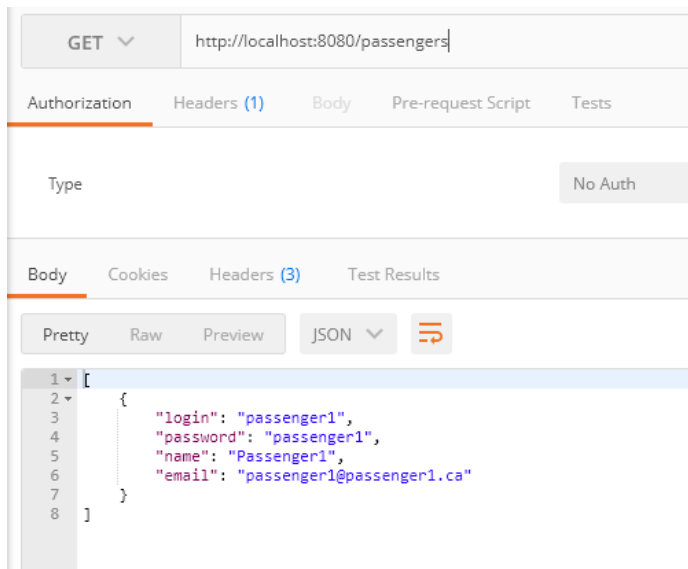 GET http://localhost:8080/passengers
Authorization Headers (1) Body Pre-request Script Tests
Type No Auth
Body Cookies Headers (3) Test Results
Pretty Raw Preview JSON
1 [
2 {
3 "login": "passenger1",
4 "password": "passenger1",
5 "name": "Passenger1",
6 "email": "passenger1@passenger1.ca"
7 }
8 ]